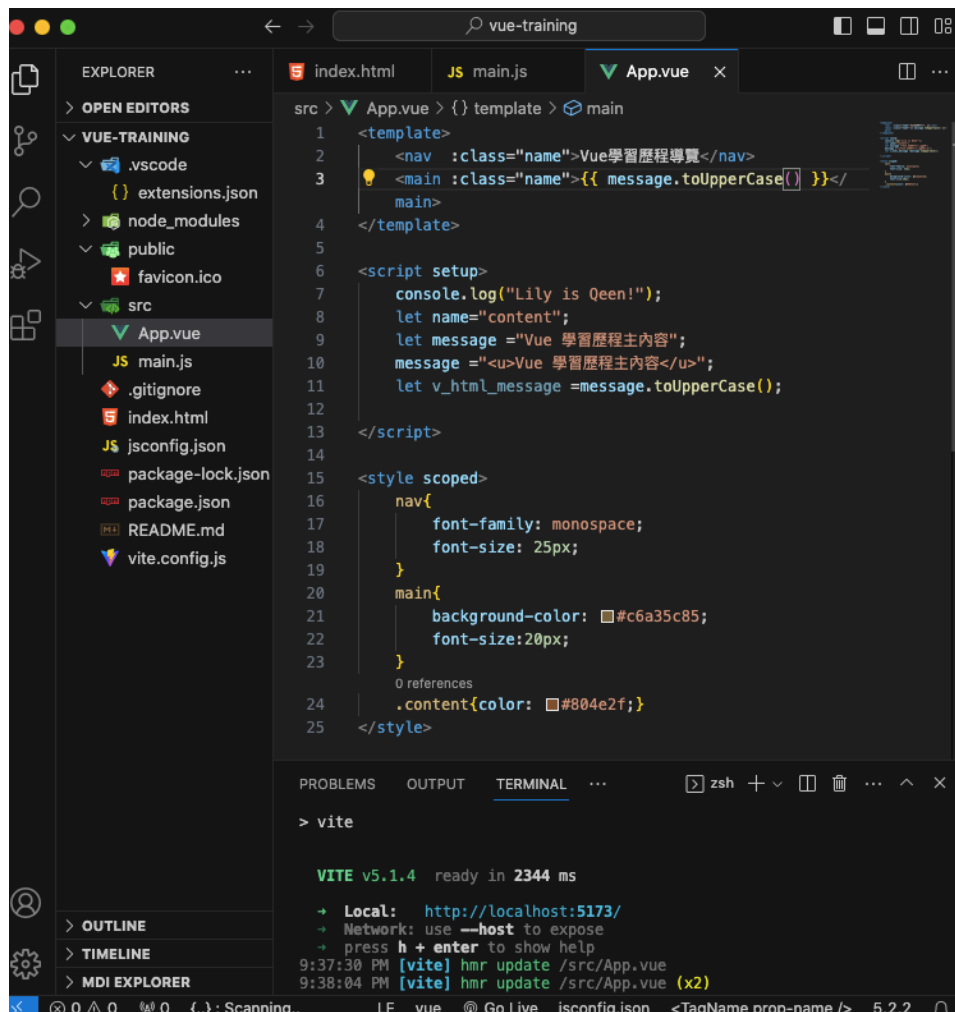 vue-training
EXPLORER ...
index.html
JS main.js
App.vue
OPEN EDITORS
src > App.vue > {} template > main
VUE-TRAINING
.vscode
{ } extensions.json
node_modules
public
favicon.ico
src
App.vue
JS main.js
.gitignore
index.html
JS jsconfig.json
package-lock.json
package.json
README.md
vite.config.js
1 <template>
2 <nav  :class="name">Vue學習歷程導覽</nav>
3 <main :class="name">{{ message.toUpperCase() }}</
main>
4 </template>
5
6 <script setup>
7 console.log("Lily is Qeen!");
8 let name="content";
9 let message ="Vue 學習歷程主內容";
10 message ="<u>Vue 學習歷程主內容</u>";
11 let v_html_message =message.toUpperCase();
12
13 </script>
14
15 <style scoped>
16 nav{
17 font-family: monospace;
18 font-size: 25px;
19 }
20 main{
21 background-color: #c6a35c85;
22 font-size:20px;
23 }
0 references
24 .content{color: #804e2f;}
25 </style>
PROBLEMS OUTPUT TERMINAL ... zsh
> vite
VITE v5.1.4 ready in 2344 ms
➜ Local: http://localhost:5173/
➜ Network: use --host to expose
➜ press h + enter to show help
9:37:30 PM [vite] hmr update /src/App.vue
9:38:04 PM [vite] hmr update /src/App.vue (x2)
OUTLINE
TIMELINE
MDI EXPLORER
0 0 0 {..} : Scanning.. LF vue Go Live jsconfig.json <TagName prop-name /> 5.2.2